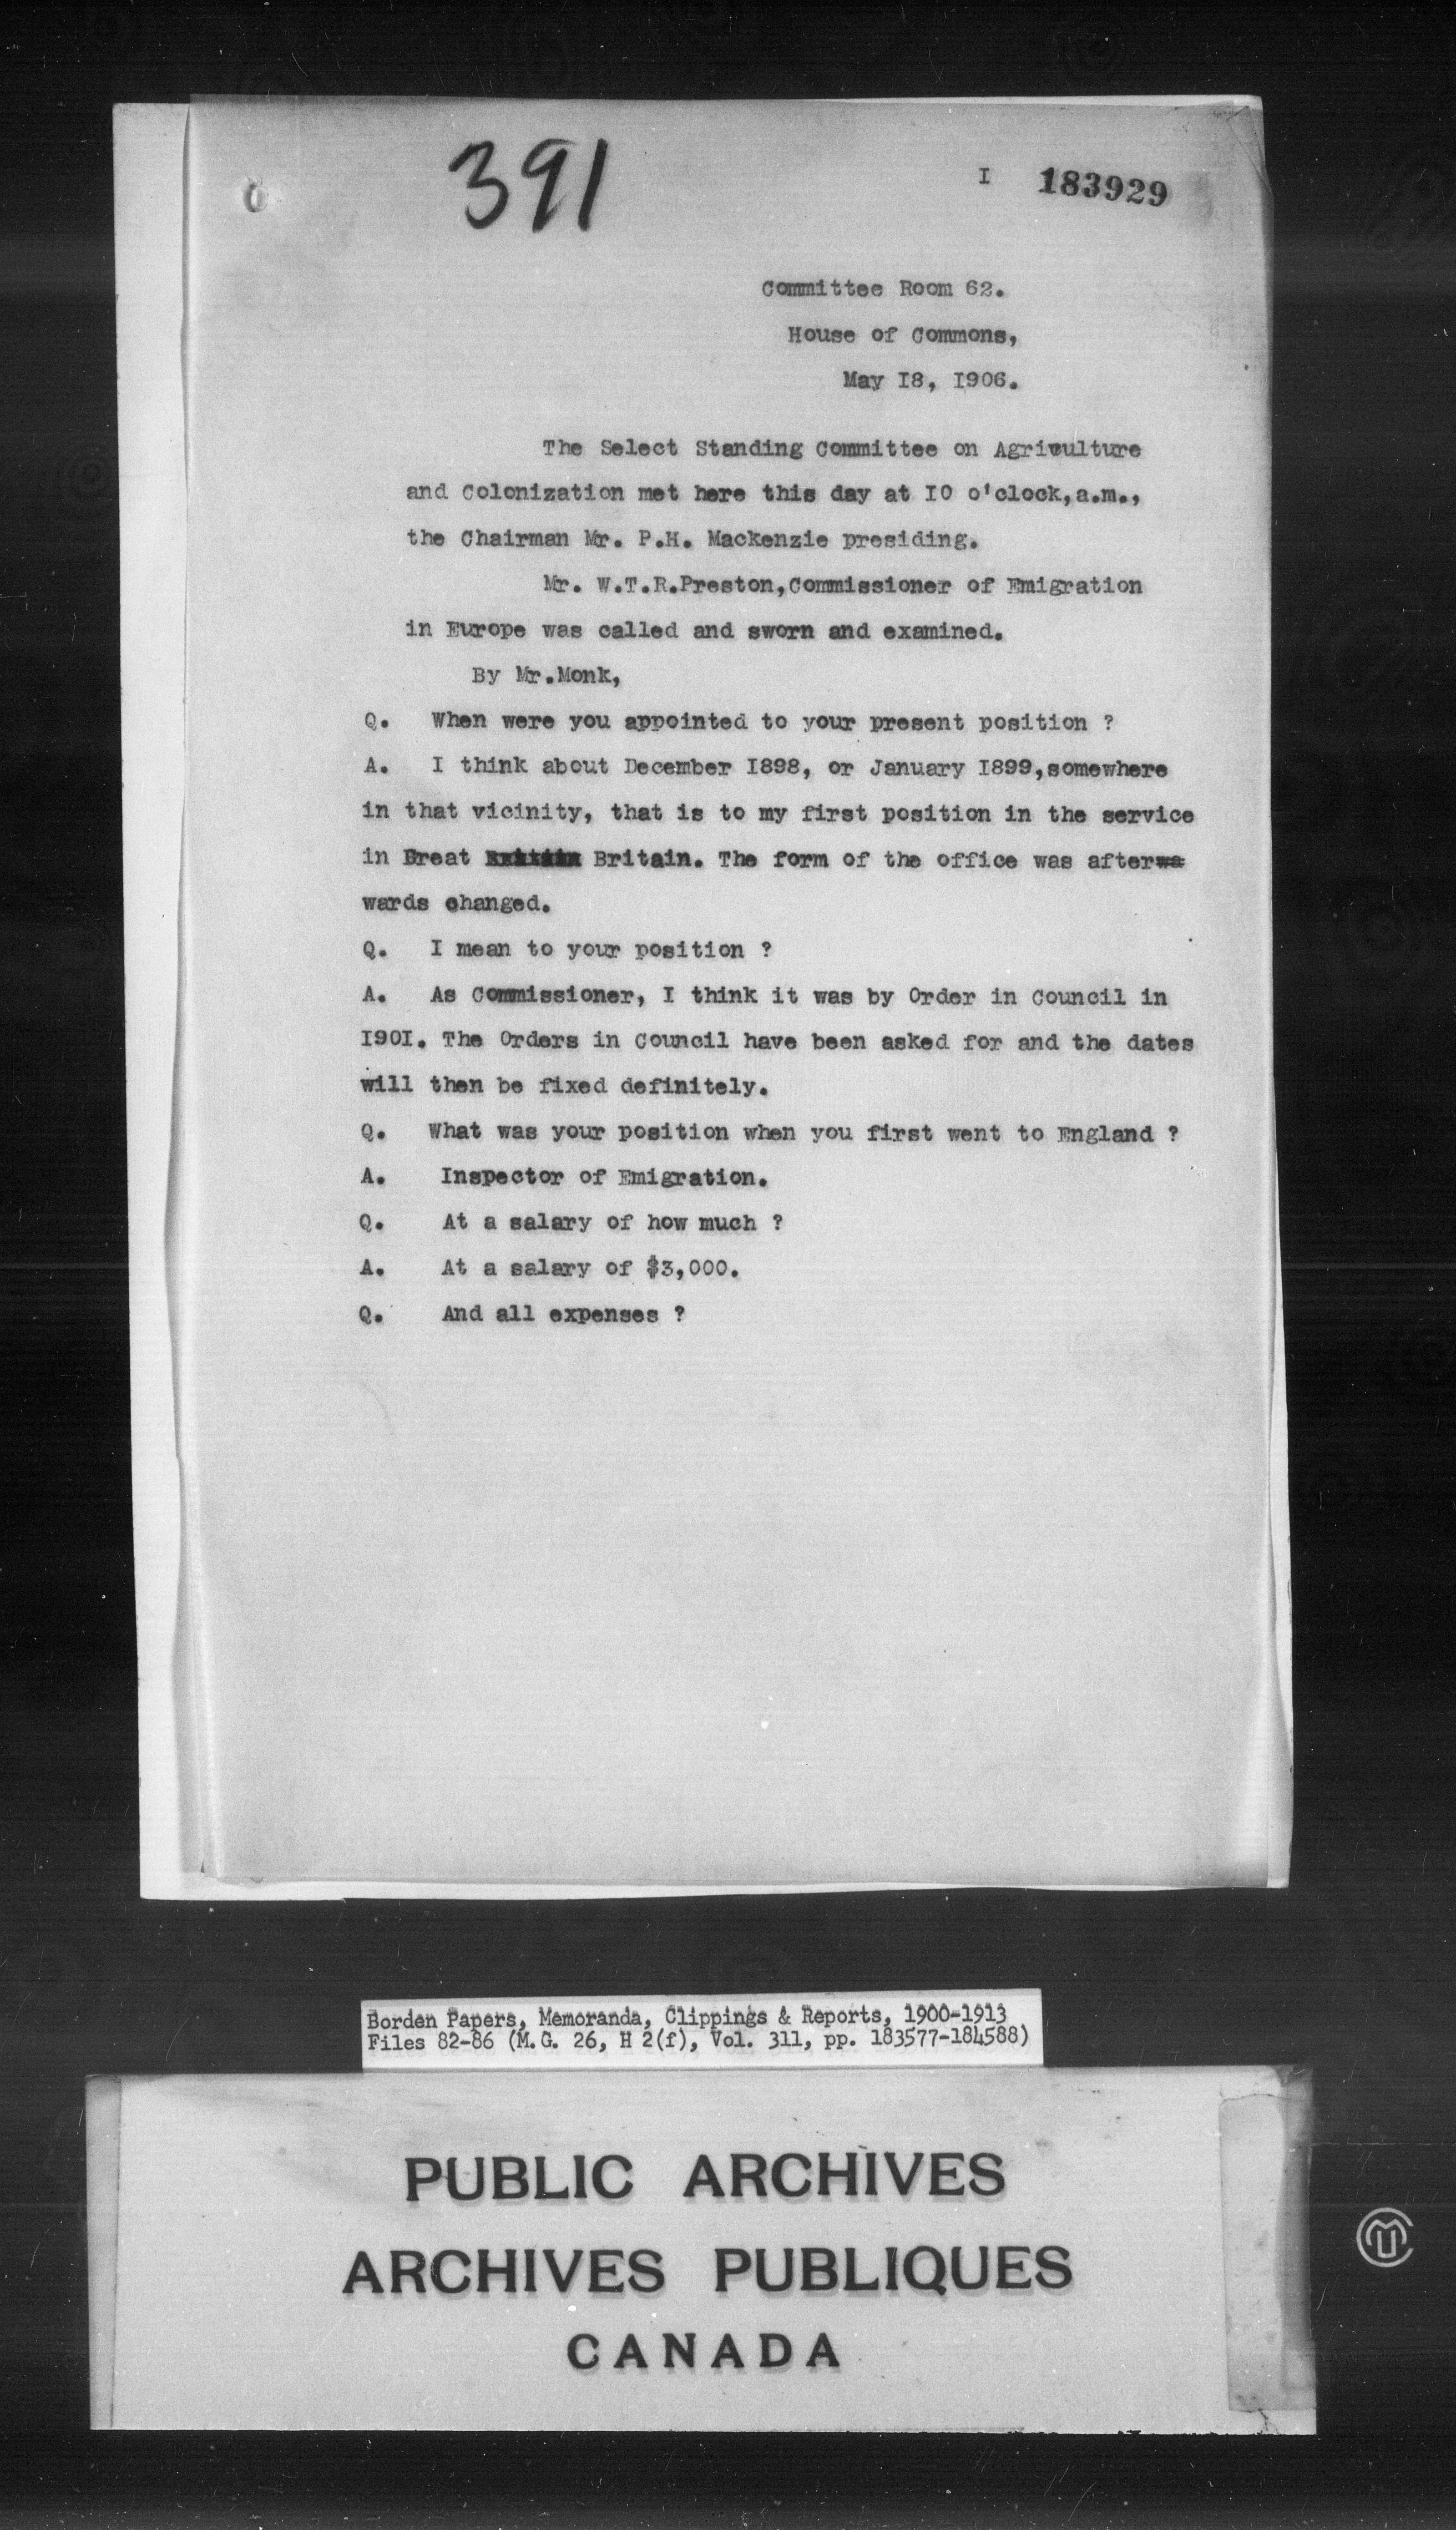 391
I 183929
Committee Room 62.
House of Commons,
May I8, I906.
The Select Standing Committee on Agriculture
and Colonization met here this day at IO o'clock,a.m.,
the Chairman Mr. P.H. Mackenzie presiding.
Mr. W.T.R.Preston,Commissioner of Emigration
in Europe was called and sworn and examined.
By Mr.Monk,
Q. When were you appointed to your present position ?
A. I think about December I898, or January I899,somewhere
in that vicinity, that is to my first position in the service
in Great Britain. The form of the office was afterwa
wards changed.
Q. I mean to your position ?
A. As Commissioner, I think it was by Order in Council in
I90I. The Orders in Council have been asked for and the dates
will then be fixed definitely.
Q. What was your position when you first went to England ?
A. Inspector of Emigration.
Q. At a salary of how much ?
A. At a salary of $3,000.
Q. And all expenses ?
Borden Papers, Memoranda, Clippings & Reports, 1900-1913
Files 82-86 (M.G. 26, H 2(f), Vol. 311, pp. 183577-184588)
PUBLIC ARCHIVES
ARCHIVES PUBLIQUES
CANADA